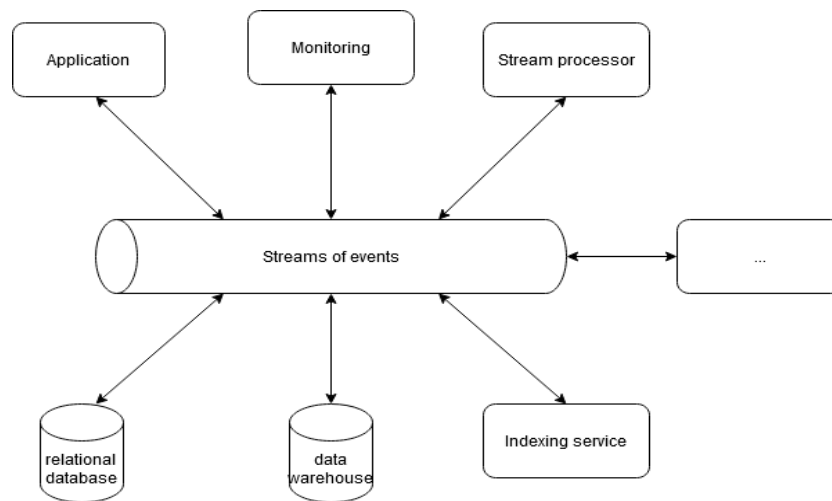 Application
Monitoring
Stream processor
Streams of events
...
relational
database
data
warehouse
Indexing service